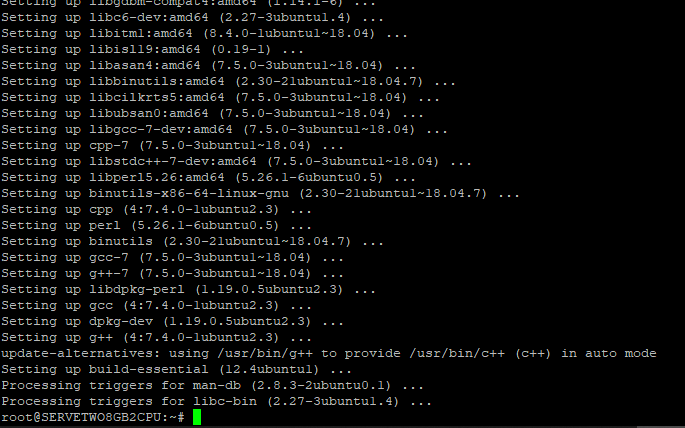 Setting up libgdbm-compat4:amd64 (1.14.1-6) ...
Setting up libc6-dev:amd64 (2.27-3ubuntu1.4) ...
Setting up libitm1:amd64 (8.4.0-1ubuntu1~18.04) ...
Setting up libisl19:amd64 (0.19-1) ...
Setting up libasan4:amd64 (7.5.0-3ubuntu1~18.04) ...
Setting up libbinutils:amd64 (2.30-21ubuntu1~18.04.7) ...
Setting up libcilkrts5:amd64 (7.5.0-3ubuntu1~18.04) ...
Setting up libubsan0:amd64 (7.5.0-3ubuntu1~18.04) ...
Setting up libgcc-7-dev:amd64 (7.5.0-3ubuntu1~18.04) ...
Setting up cpp-7 (7.5.0-3ubuntu1~18.04) ...
Setting up libstdc++-7-dev:amd64 (7.5.0-3ubuntu1~18.04) ...
Setting up libperl5.26:amd64 (5.26.1-6ubuntu0.5) ...
Setting up binutils-x86-64-linux-gnu (2.30-21ubuntu1~18.04.7) ...
Setting up cpp (4:7.4.0-1ubuntu2.3) ...
Setting up perl (5.26.1-6ubuntu0.5) ...
Setting up binutils (2.30-21ubuntu1~18.04.7) ...
Setting up gcc-7 (7.5.0-3ubuntu1~18.04) ...
Setting up g++-7 (7.5.0-3ubuntu1~18.04) ...
Setting up libdpkg-perl (1.19.0.5ubuntu2.3) ...
Setting up gcc (4:7.4.0-1ubuntu2.3) ...
Setting up dpkg-dev (1.19.0.5ubuntu2.3) ...
Setting up g++ (4:7.4.0-1ubuntu2.3) ...
update-alternatives: using /usr/bin/g++ to provide /usr/bin/c++ (c++) in auto mode
Setting up build-essential (12.4ubuntu1) ...
Processing triggers for man-db (2.8.3-2ubuntu0.1) ...
Processing triggers for libc-bin (2.27-3ubuntu1.4) ...
root@SERVETWO8GB2CPU:~#